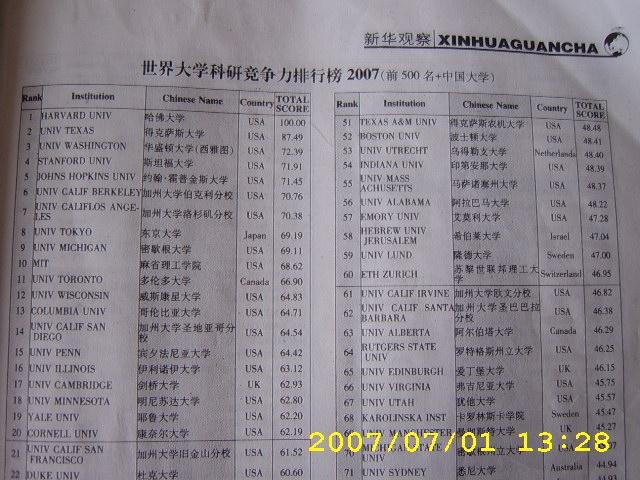 新华观察 XINHUAGUANCHA
世界大学科研竞争力排行榜 2007(前500名+中国大学)
Rank Institution Chinese Name Country TOTAL SCORE
1 HARVARD UNIV 哈佛大学 USA 100.00
2 UNIV TEXAS 得克萨斯大学 USA 87.49
3 UNIV WASHINGTON 华盛顿大学(西雅图) USA 72.39
4 STANFORD UNIV 斯坦福大学 USA 71.91
5 JOHNS HOPKINS UNIV 约翰·霍普金斯大学 USA 71.45
6 UNIV CALIF BERKELEY 加州大学伯克利分校 USA 70.76
7 UNIV CALIFLOS ANGE-
LES 加州大学洛杉矶分校 USA 70.38
8 UNIV TOKYO 东京大学 Japan 69.19
9 UNIV MICHIGAN 密歇根大学 USA 69.11
10 MIT 麻省理工学院 USA 68.62
11 UNIV TORONTO 多伦多大学 Canada 66.90
12 UNIV WISCONSIN 威斯康星大学 USA 64.83
13 COLUMBIA UNIV 哥伦比亚大学 USA 64.71
14 UNIV CALIF SAN
DIEGO 加州大学圣地亚哥分校 USA 64.54
15 UNIV PENN 宾夕法尼亚大学 USA 64.42
16 UNIV ILLINOIS 伊利诺伊大学 USA 63.12
17 UNIV CAMBRIDGE 剑桥大学 UK 62.93
18 UNIV MINNESOTA 明尼苏达大学 USA 62.80
19 YALE UNIV 耶鲁大学 USA 62.20
20 CORNELL UNIV 康奈尔大学 USA 62.19
21 UNIV CALIF SAN
FRANCISCO 加州大学旧金山分校 USA 61.52
22 DUKE UNIV 杜克大学 USA 60.60
Rank Institution Chinese Name Country TOTAL SCORE
51 TEXAS A&M UNIV 得克萨斯农机大学 USA 48.48
52 BOSTON UNIV 波士顿大学 USA 48.41
53 UNIV UTRECHT 乌得勒支大学 Netherlanda 48.40
54 INDIANA UNIV 印第安那大学 USA 48.39
55 UNIV MASS
ACHUSETTS 马萨诸塞州大学 USA 48.37
56 UNIV ALABAMA 阿拉巴马大学 USA 48.22
57 EMORY UNIV 艾莫利大学 USA 47.28
58 HEBREW UNIV
JERUSALEM 希伯莱大学 Israel 47.04
59 UNIV LUND 隆德大学 Sweden 47.00
60 ETH ZURICH 苏黎世联邦理工大学 Switzerland 46.95
61 UNIV CALIF IRVINE 加州大学欧文分校 USA 46.82
62 UNIV CALIF SANTA
BARBARA 加州大学圣巴巴拉分校 USA 46.38
63 UNIV ALBERTA 阿尔伯塔大学 Canada 46.29
64 RUTGERS STATE
UNIV 罗特格斯州立大学 USA 46.25
65 UNIV EDINBURGH 爱丁堡大学 UK 46.15
66 UNIV VIRGINIA 弗吉尼亚大学 USA 45.75
67 UNIV UTAH 犹他大学 USA 45.57
68 KAROLINSKA INST 卡罗林斯卡学院 Sweden 45.47
UNIV MANCHESTER UK 45.27
70 STATE USA
71 UNIV SYDNEY 悉尼大学 Australia 44.94
2007/07/01 13:28